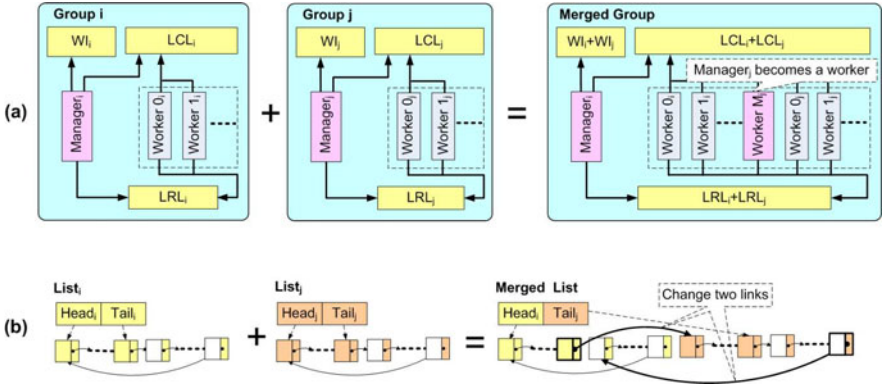 Group i
WIᵢ
LCLᵢ
Managerᵢ
Worker 0ᵢ
Worker 1ᵢ
LRLᵢ
+
Group j
WIⱼ
LCLⱼ
Managerⱼ
Worker 0ⱼ
Worker 1ⱼ
LRLⱼ
=
Merged Group
WIᵢ+WIⱼ
LCLᵢ+LCLⱼ
Managerⱼ becomes a worker
Managerᵢ
Worker 0ᵢ
Worker 1ᵢ
Worker Mⱼ
Worker 0ⱼ
Worker 1ⱼ
LRLᵢ+LRLⱼ
(a)
Listᵢ
Headᵢ Tailᵢ
+
Listⱼ
Headⱼ Tailⱼ
=
Merged List
Headᵢ Tailⱼ
Change two links
(b)